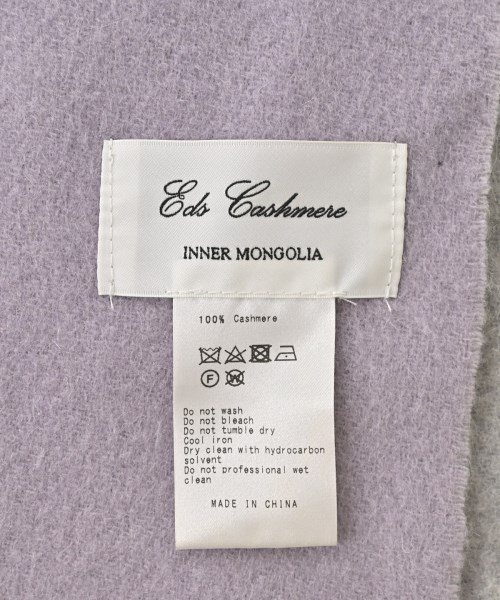 Eds Cashmere
INNER MONGOLIA
100% Cashmere
F W
Do not wash
Do not bleach
Do not tumble dry
Cool iron
Dry clean with hydrocarbon
solvent
Do not professional wet
clean
MADE IN CHINA